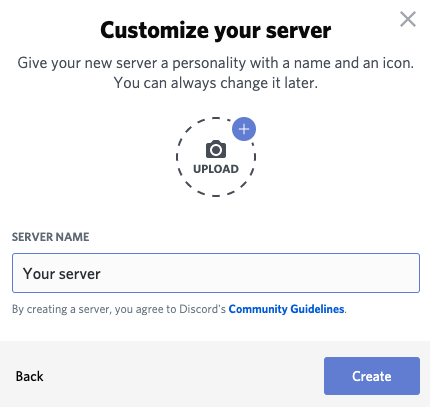 Customize your server
Give your new server a personality with a name and an icon.
You can always change it later.
UPLOAD
SERVER NAME
Your server
By creating a server, you agree to Discord's Community Guidelines.
Back
Create